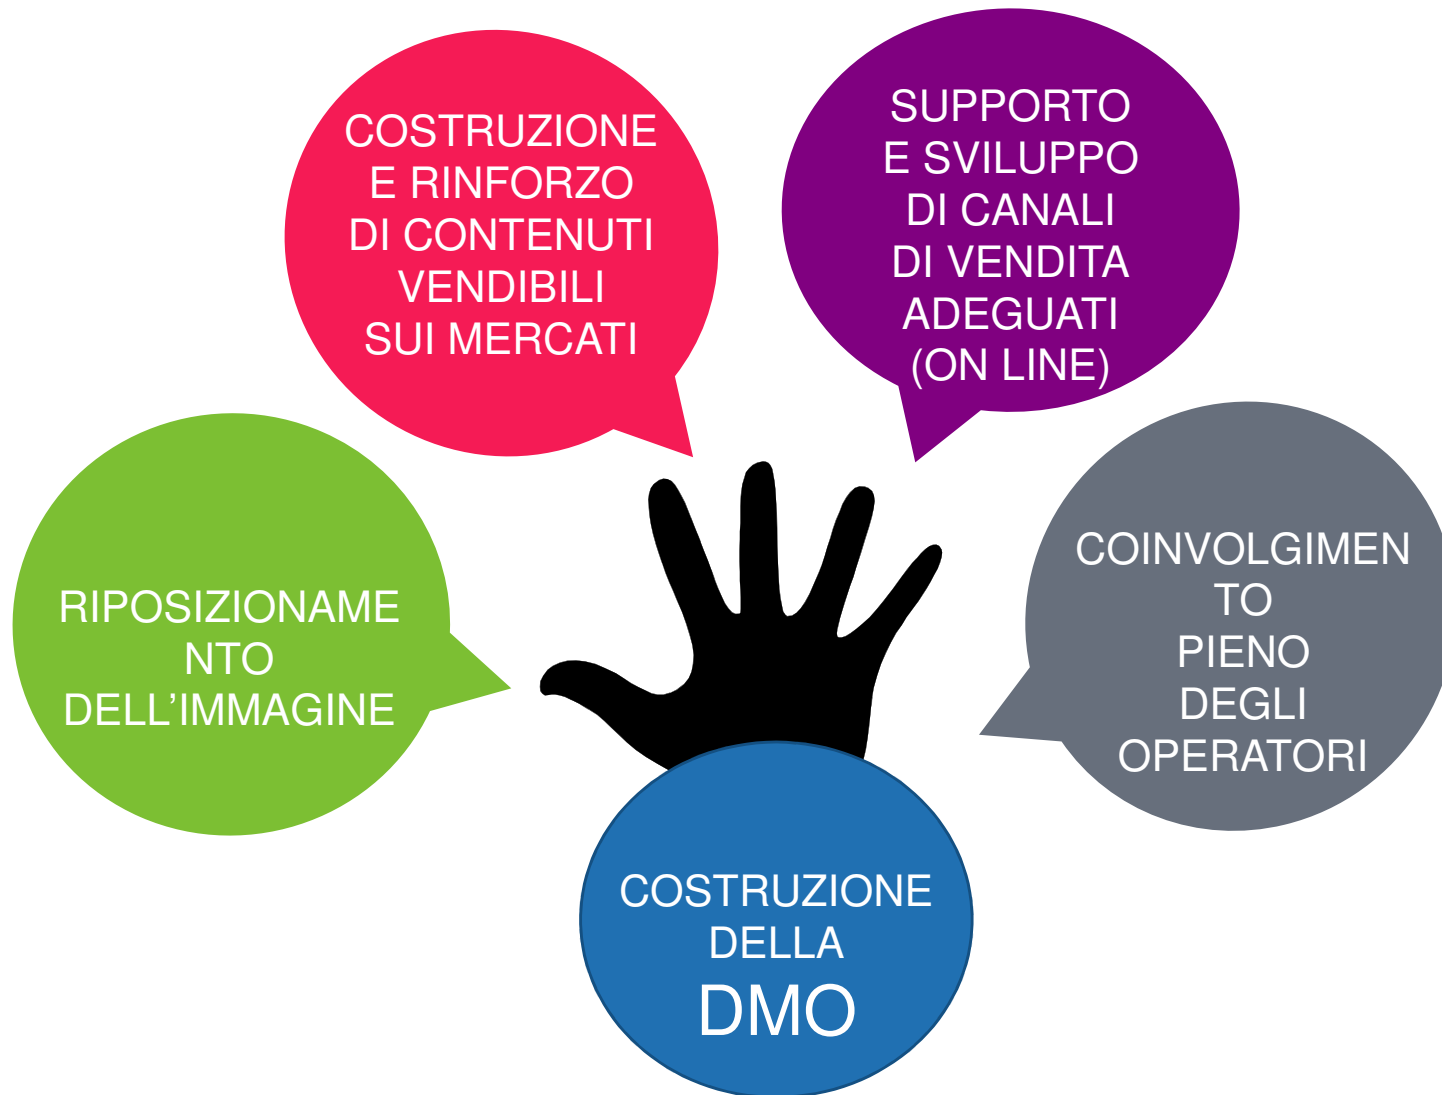 COSTRUZIONE
E RINFORZO
DI CONTENUTI
VENDIBILI
SUI MERCATI
SUPPORTO
E SVILUPPO
DI CANALI
DI VENDITA
ADEGUATI
(ON LINE)
RIPOSIZIONAME
NTO
DELL’IMMAGINE
COINVOLGIMEN
TO
PIENO
DEGLI
OPERATORI
COSTRUZIONE
DELLA
DMO